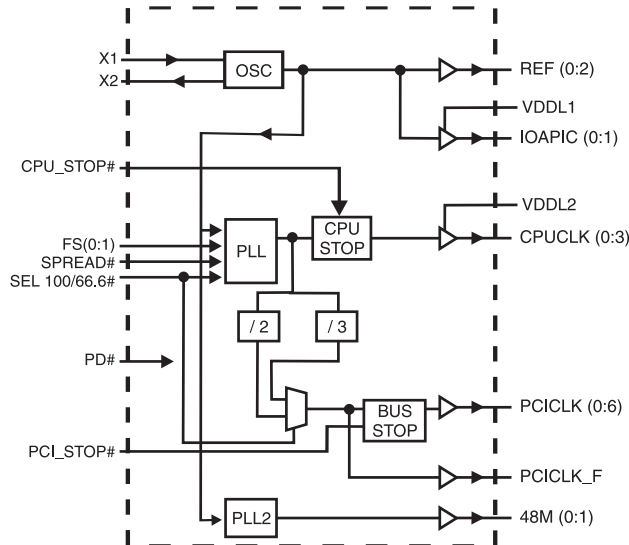 X1
X2
OSC
REF (0:2)
VDDL1
IOAPIC (0:1)
CPU_STOP#
VDDL2
FS(0:1)
SPREAD#
SEL 100/66.6#
PLL
CPU
STOP
CPUCLK (0:3)
/ 2
/ 3
PD#
BUS
STOP
PCICLK (0:6)
PCI_STOP#
PCICLK_F
PLL2
48M (0:1)